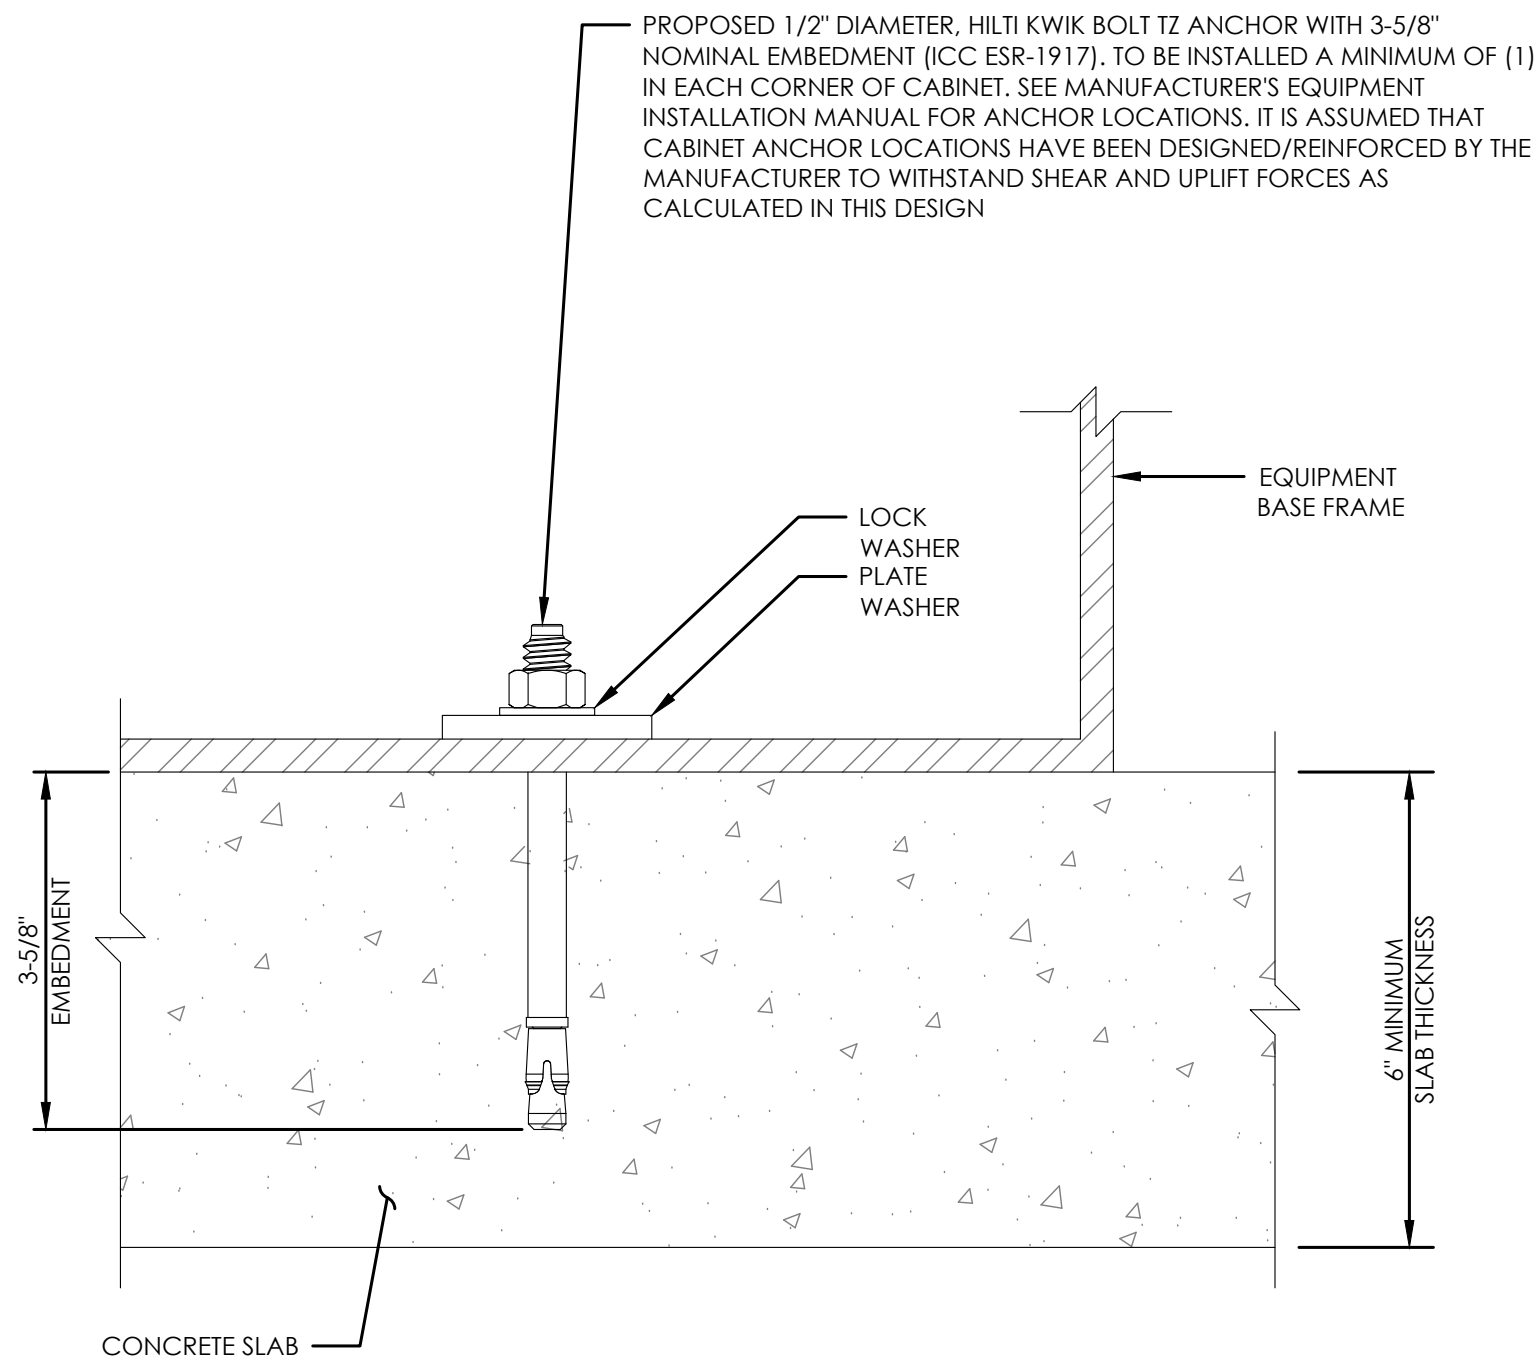 PROPOSED 1/2" DIAMETER, HILTI KWIK BOLT TZ ANCHOR WITH 3-5/8"
NOMINAL EMBEDMENT (ICC ESR-1917). TO BE INSTALLED A MINIMUM OF (1)
IN EACH CORNER OF CABINET. SEE MANUFACTURER'S EQUIPMENT
INSTALLATION MANUAL FOR ANCHOR LOCATIONS. IT IS ASSUMED THAT
CABINET ANCHOR LOCATIONS HAVE BEEN DESIGNED/REINFORCED BY THE
MANUFACTURER TO WITHSTAND SHEAR AND UPLIFT FORCES AS
CALCULATED IN THIS DESIGN
EQUIPMENT
BASE FRAME
LOCK
WASHER
PLATE
WASHER
3-5/8"
EMBEDMENT
6" MINIMUM
SLAB THICKNESS
CONCRETE SLAB